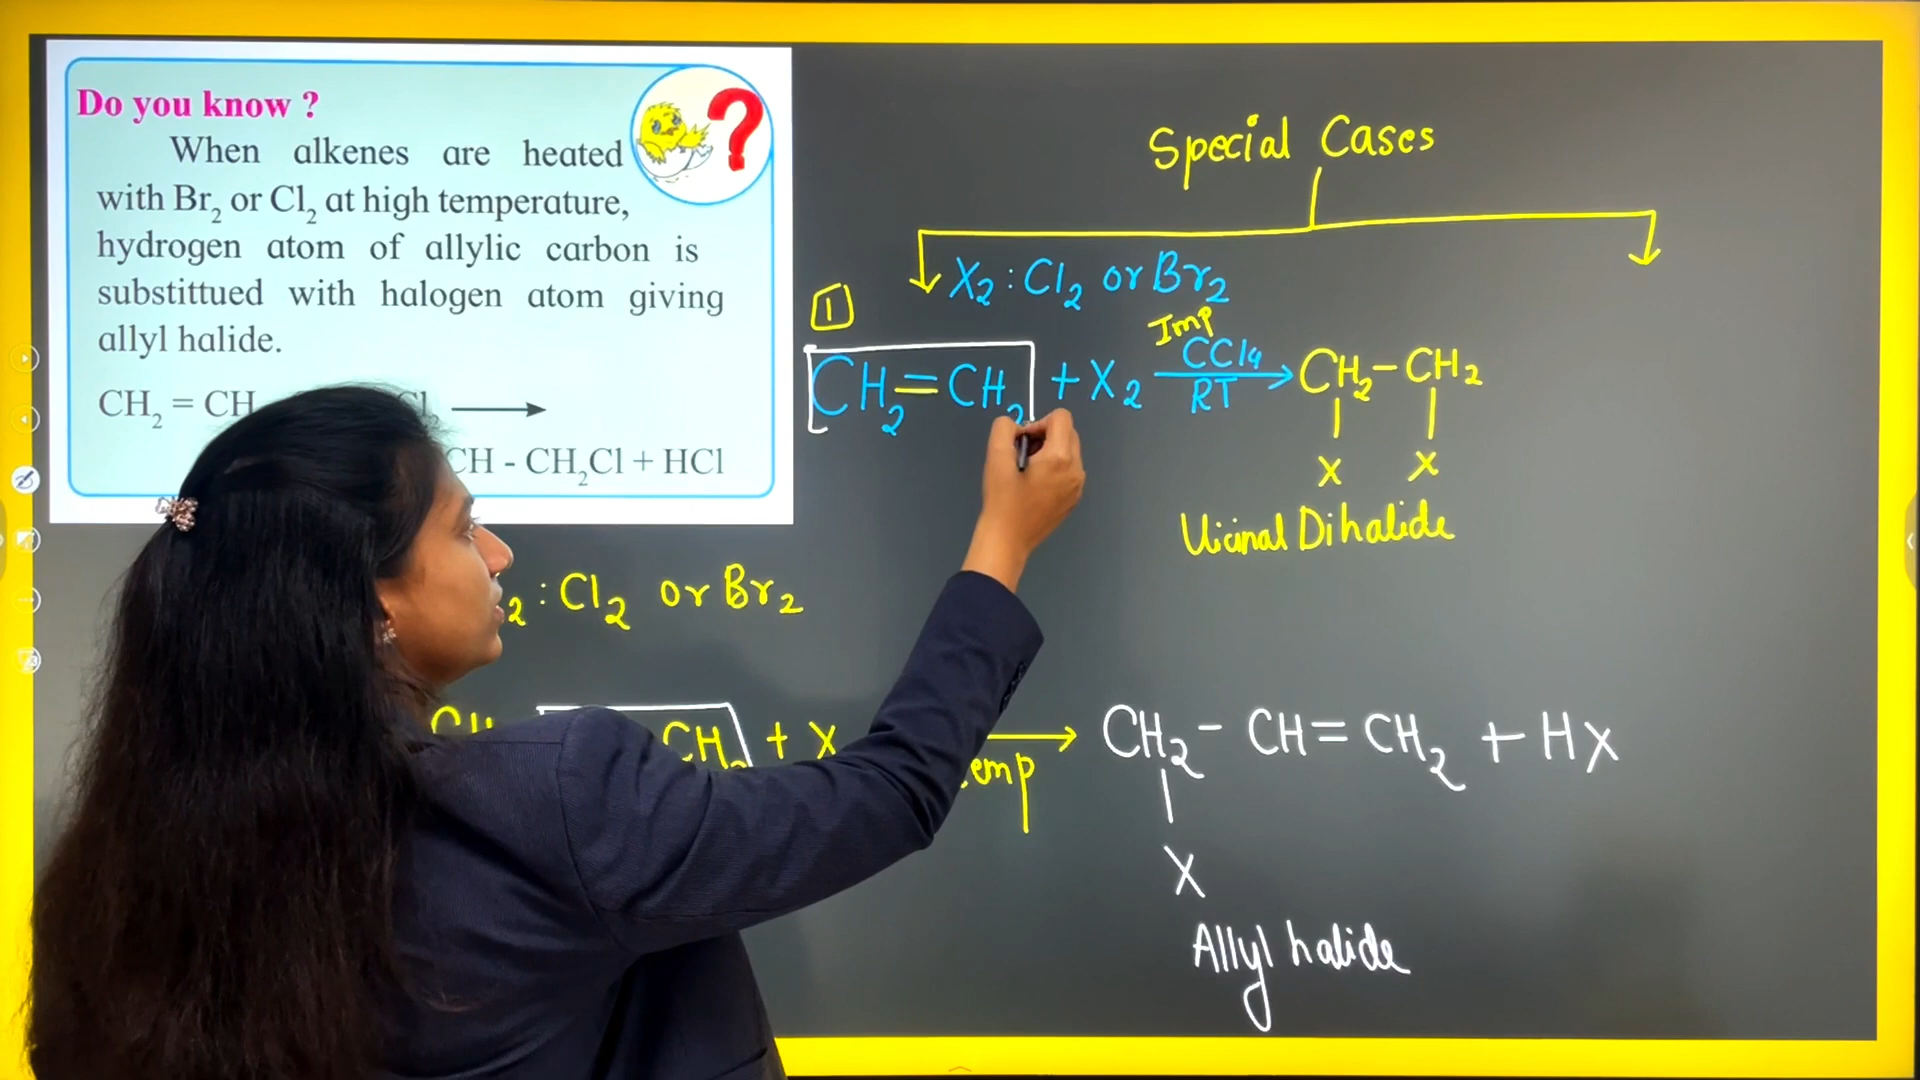 Do you know ?
When alkenes are heated
with Br₂ or Cl₂ at high temperature,
hydrogen atom of allylic carbon is
substittued with halogen atom giving
allyl halide.
CH₂ = CH
CH - CH₂Cl + HCl
Special Cases
X₂ : Cl₂ or Br₂
1
Imp
CH₂=CH₂ + X₂ CCl₄ RT → CH₂-CH₂
X X
Vicinal Dihalide
₂ : Cl₂ or Br₂
CH₂ + X → CH₂- CH = CH₂ + HX
emp
X
Allyl halide